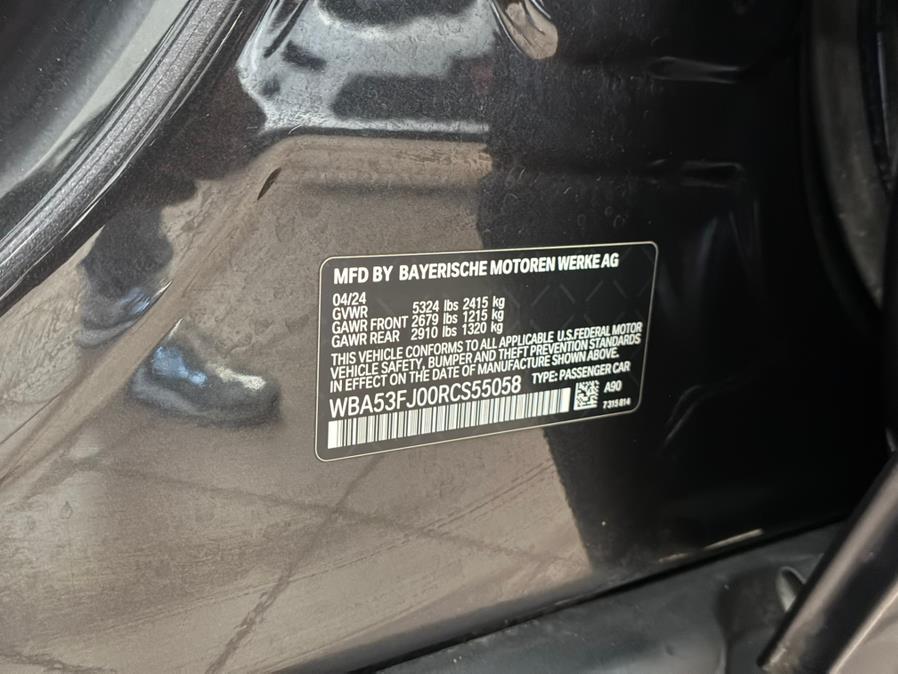 MFD BY BAYERISCHE MOTOREN WERKE AG
04/24
GVWR 5324 lbs 2415 kg
GAWR FRONT 2679 lbs 1215 kg
GAWR REAR 2910 lbs 1320 kg
THIS VEHICLE CONFORMS TO ALL APPLICABLE U.S.FEDERAL MOTOR
VEHICLE SAFETY, BUMPER AND THEFT PREVENTION STANDARDS
IN EFFECT ON THE DATE OF MANUFACTURE SHOWN ABOVE.
WBA53FJ00RCS55058 TYPE: PASSENGER CAR
A90
7315814